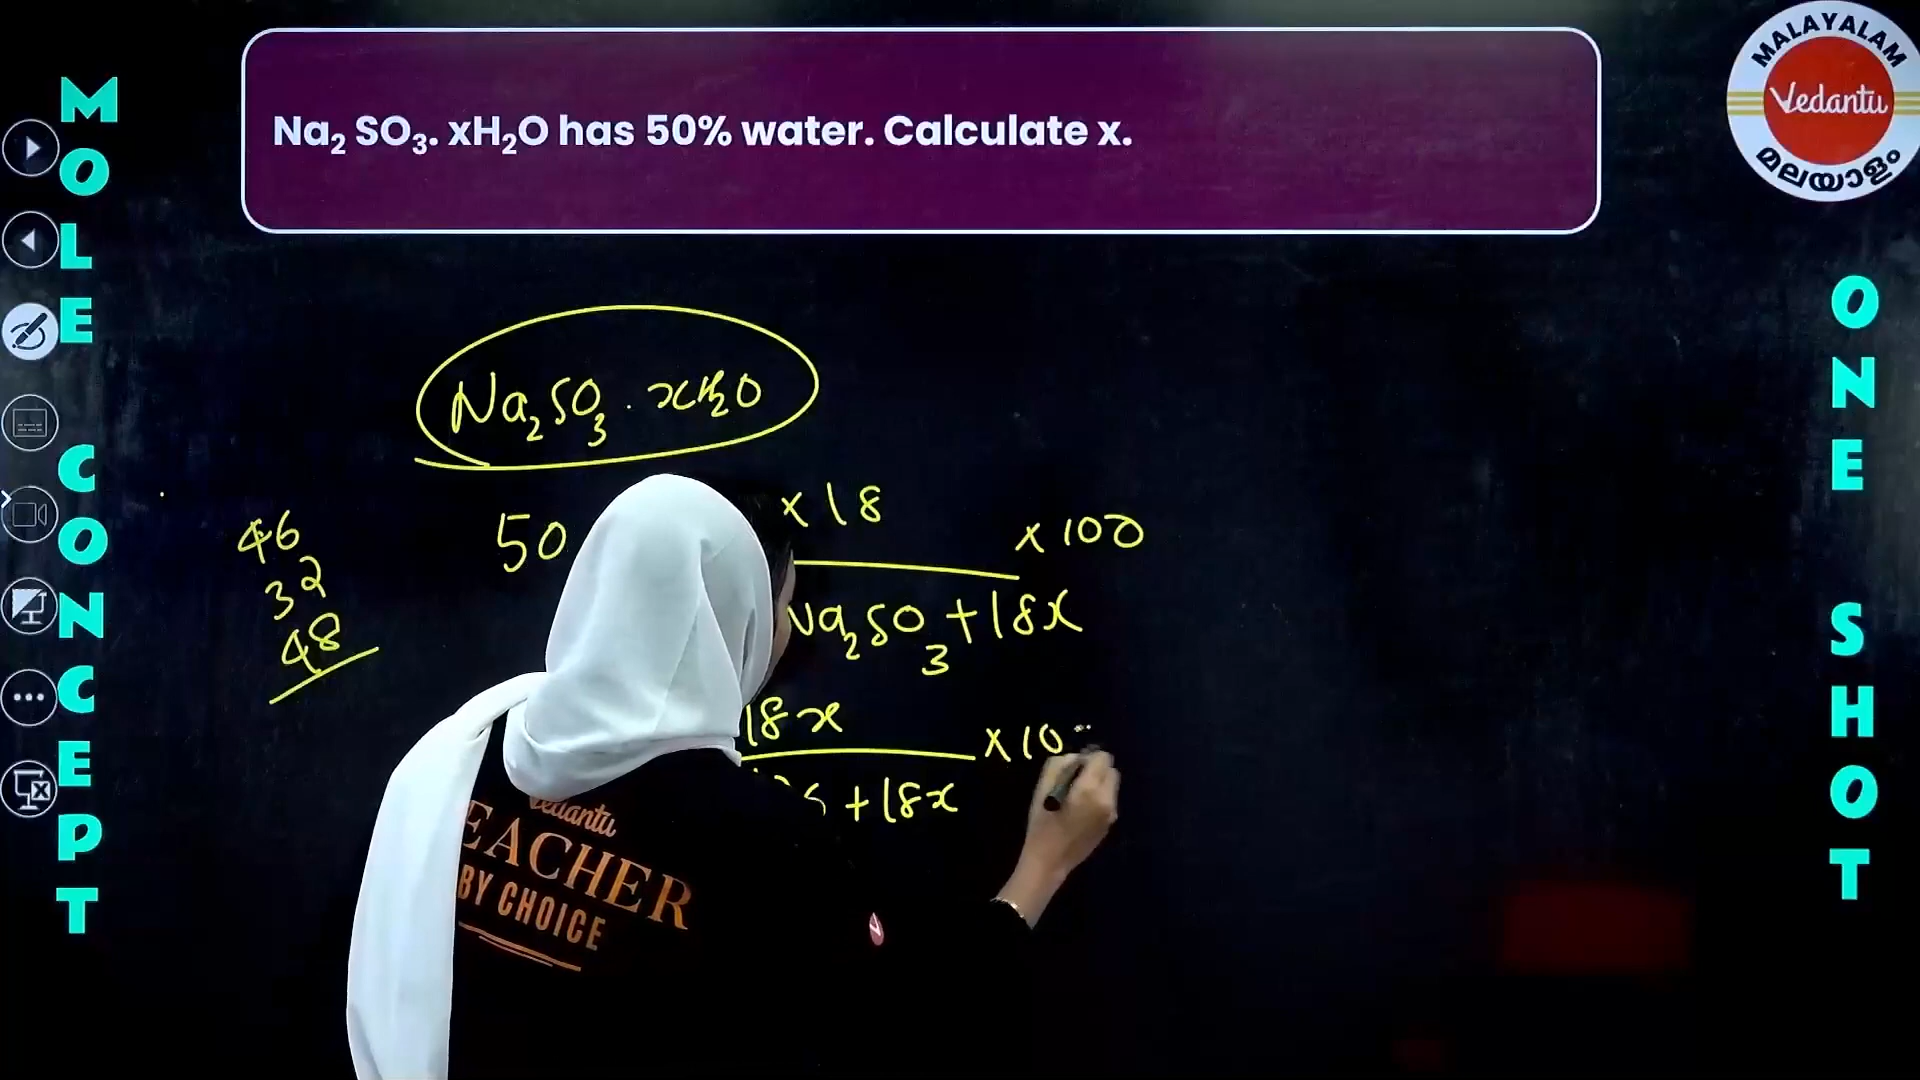 Na₂ SO₃. xH₂O has 50% water. Calculate x.
MALAYALAM
Vedantu
മലയാളം
MOLE CONCEPT
ONE SHOT
Na₂SO₃ . xH₂O
46
32
48
50
x 18
x 100
Na₂SO₃ + 18x
18x
x 10
+ 18x
Vedantu
EACHER
BY CHOICE